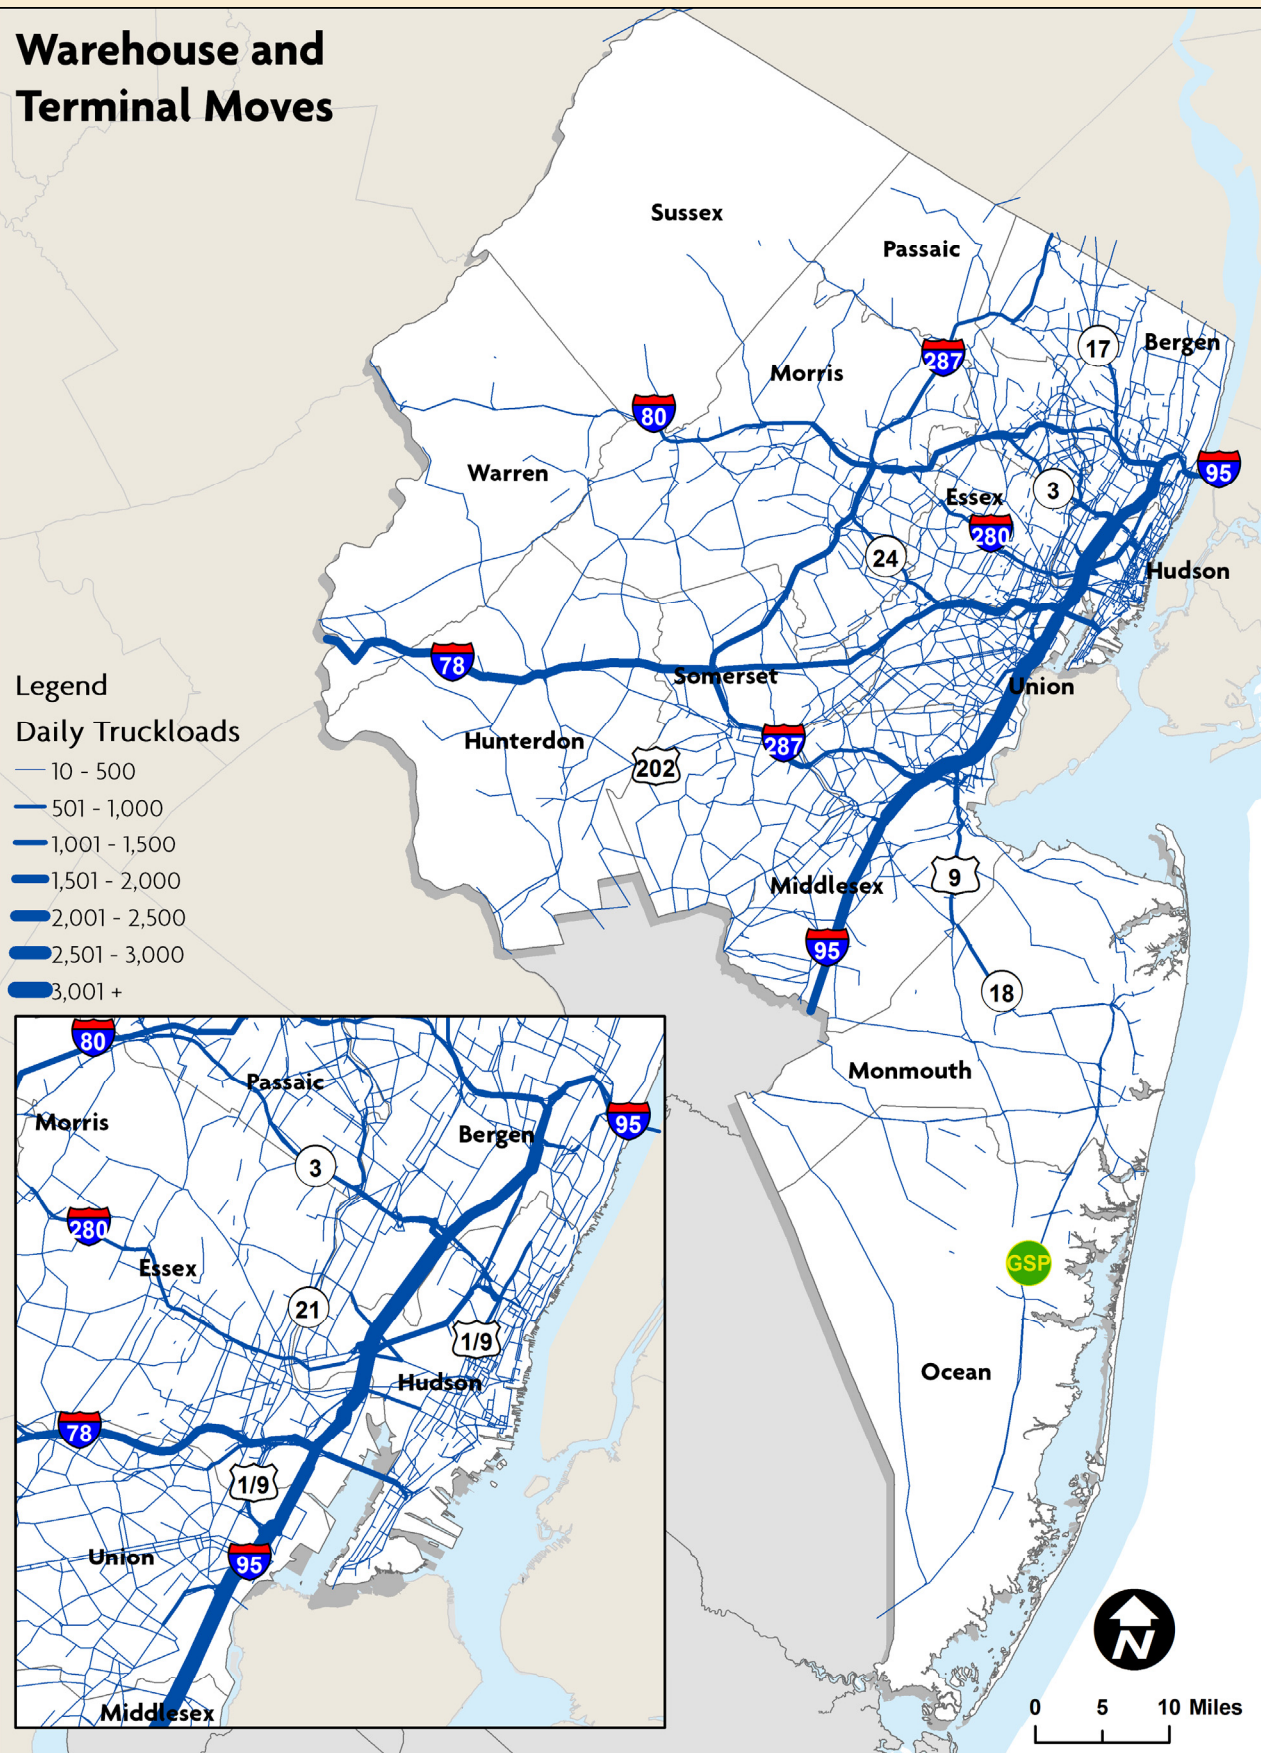 Warehouse and
Terminal Moves
Sussex
Passaic
17
Bergen
287
Morris
80
95
Warren
Essex
3
280
24
Hudson
78
Somerset
Union
Legend
Daily Truckloads
10 - 500
501 - 1,000
1,001 - 1,500
1,501 - 2,000
2,001 - 2,500
2,501 - 3,000
3,001 +
Hunterdon
287
202
Middlesex
9
95
18
Monmouth
GSP
Ocean
80
Passaic
Morris
Bergen
95
3
280
Essex
21
1/9
Hudson
78
1/9
Union
95
Middlesex
N
0 5 10 Miles